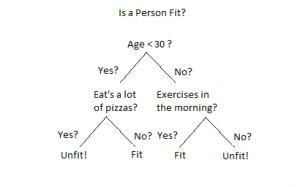 Is a Person Fit?
Age < 30 ?
Yes? No?
Eat's a lot Exercises in
of pizzas? the morning?
Yes? No? Yes? No?
Unfit! Fit Fit Unfit!